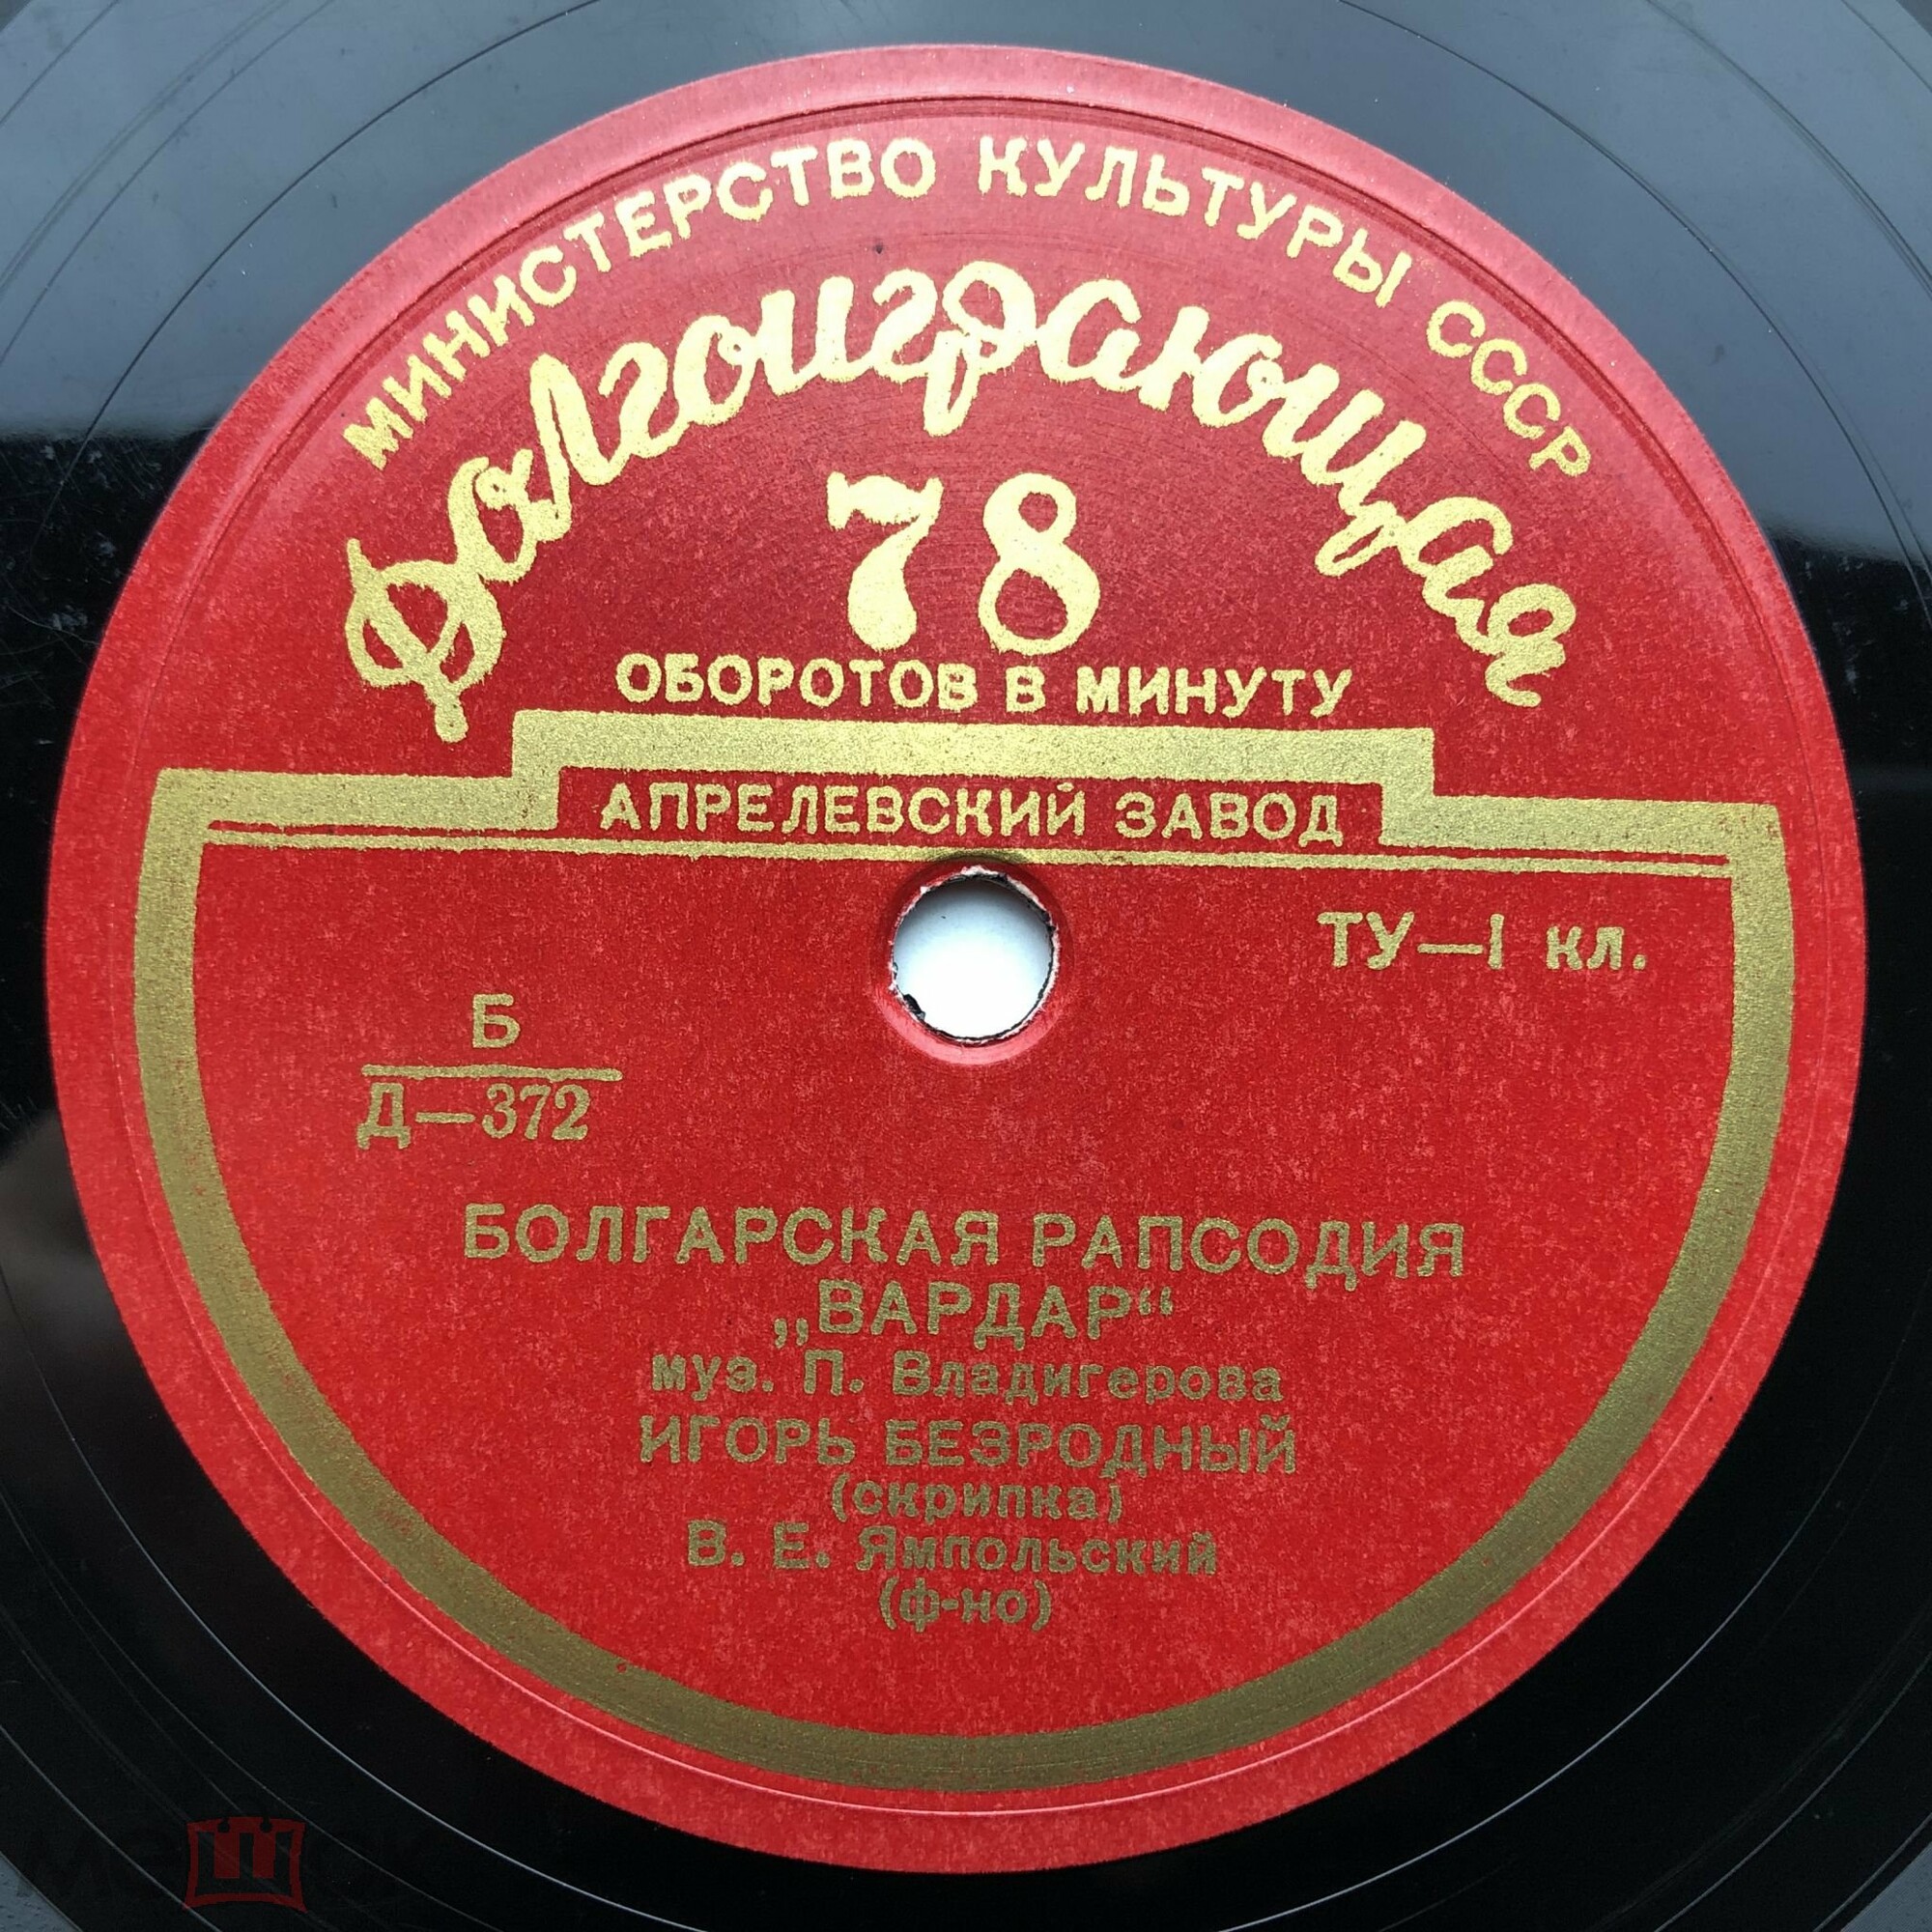 МИНИСТЕРСТВО КУЛЬТУРЫ СССР
Долгоиграющая
78
ОБОРОТОВ В МИНУТУ
АПРЕЛЕВСКИЙ ЗАВОД
ТУ—I кл.
Б
Д—372
БОЛГАРСКАЯ РАПСОДИЯ
„ВАРДАР“
муз. П. Владигерова
ИГОРЬ БЕЗРОДНЫЙ
(скрипка)
В. Е. Ямпольский
(ф-но)